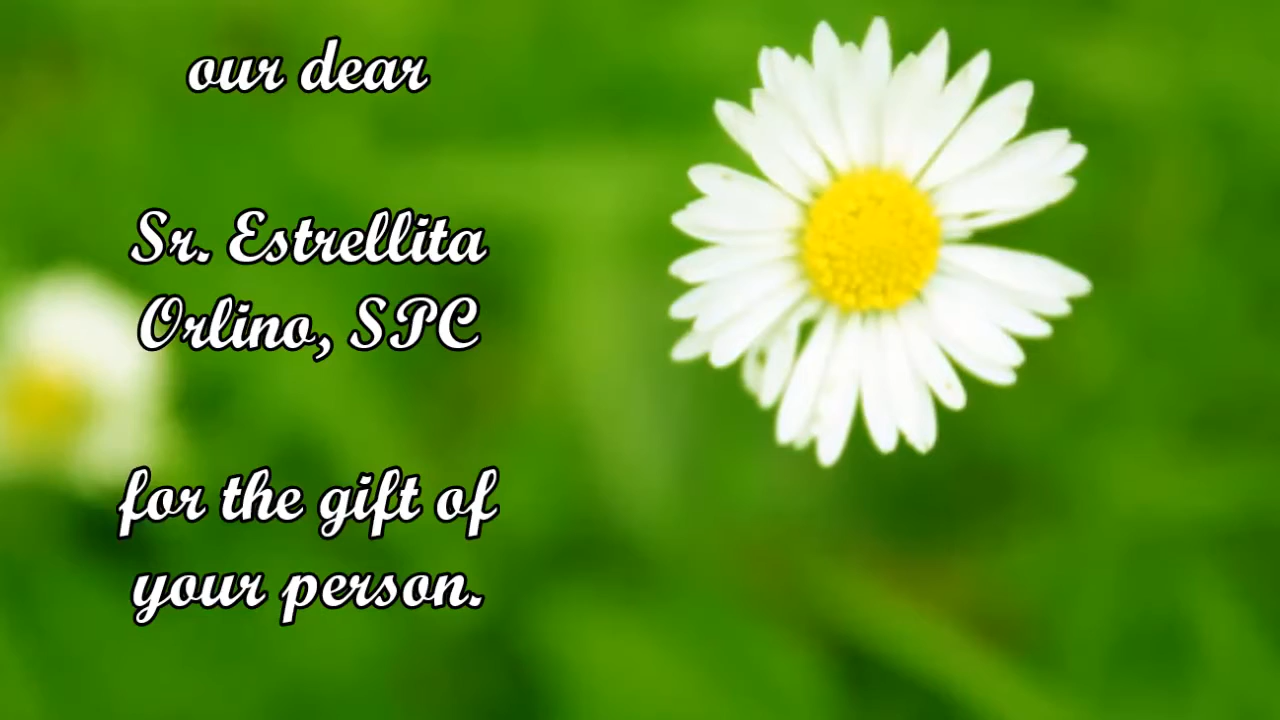 our dear
Sr. Estrellita
Orlino, SPC
for the gift of
your person.